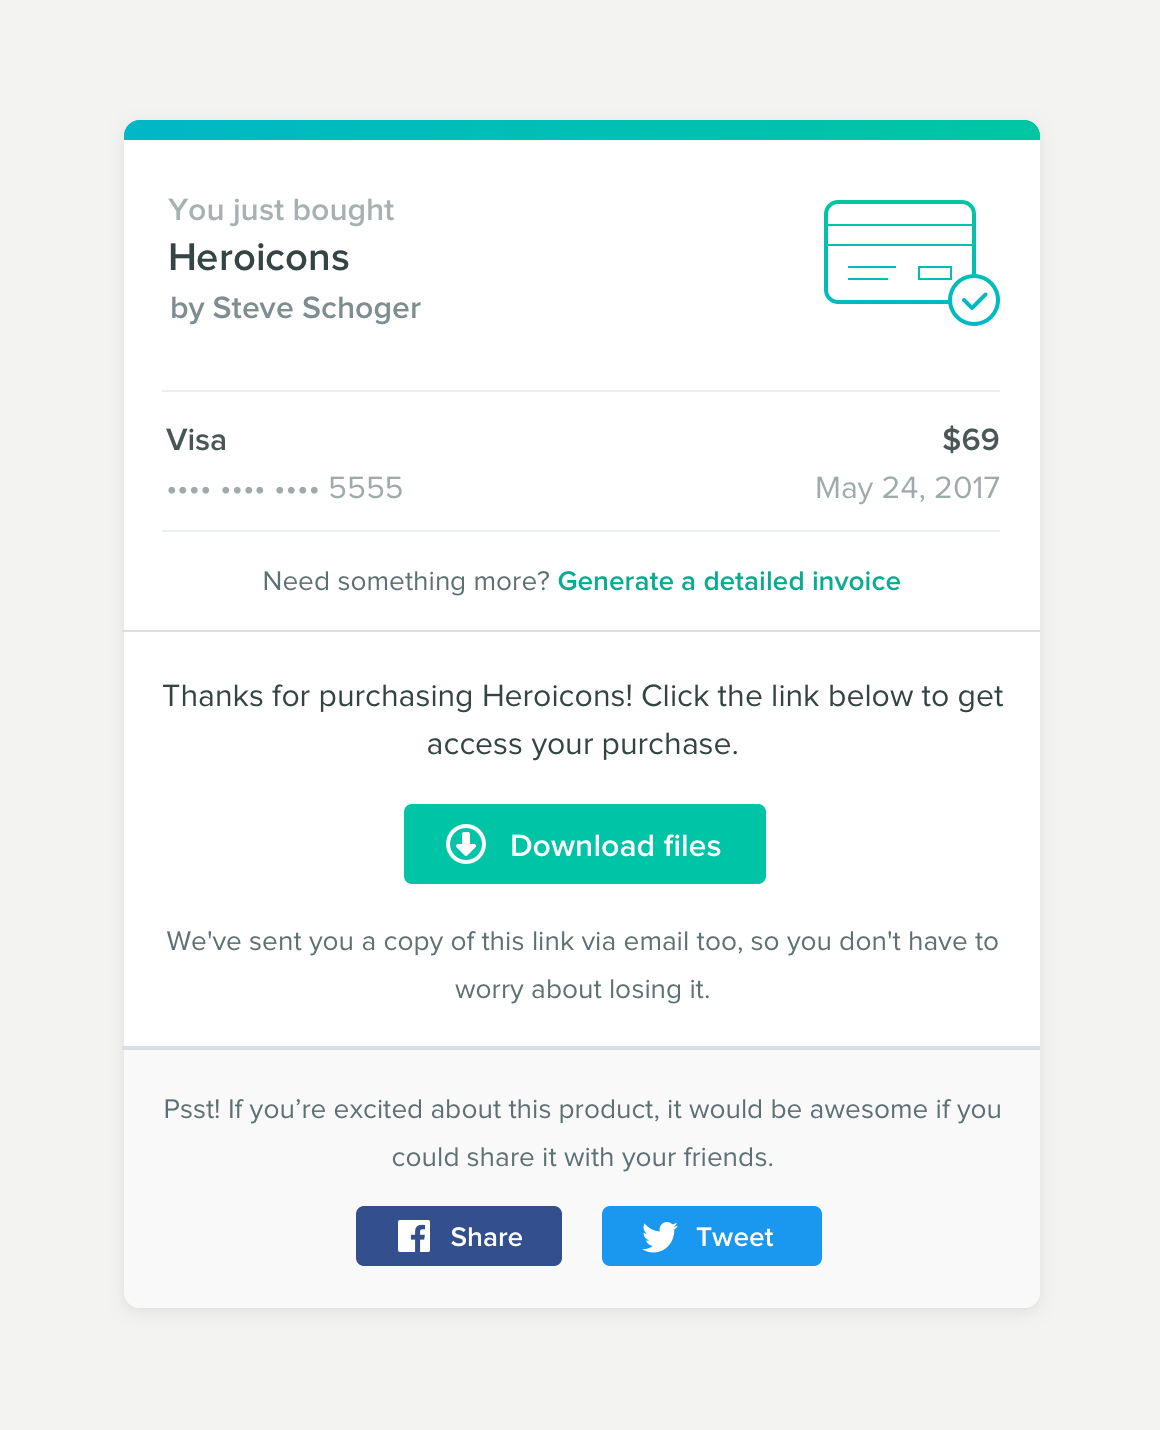 You just bought
Heroicons
by Steve Schoger
Visa
$69
•••• •••• •••• 5555
May 24, 2017
Need something more? Generate a detailed invoice
Thanks for purchasing Heroicons! Click the link below to get
access your purchase.
Download files
We've sent you a copy of this link via email too, so you don't have to
worry about losing it.
Psst! If you’re excited about this product, it would be awesome if you
could share it with your friends.
Share
Tweet